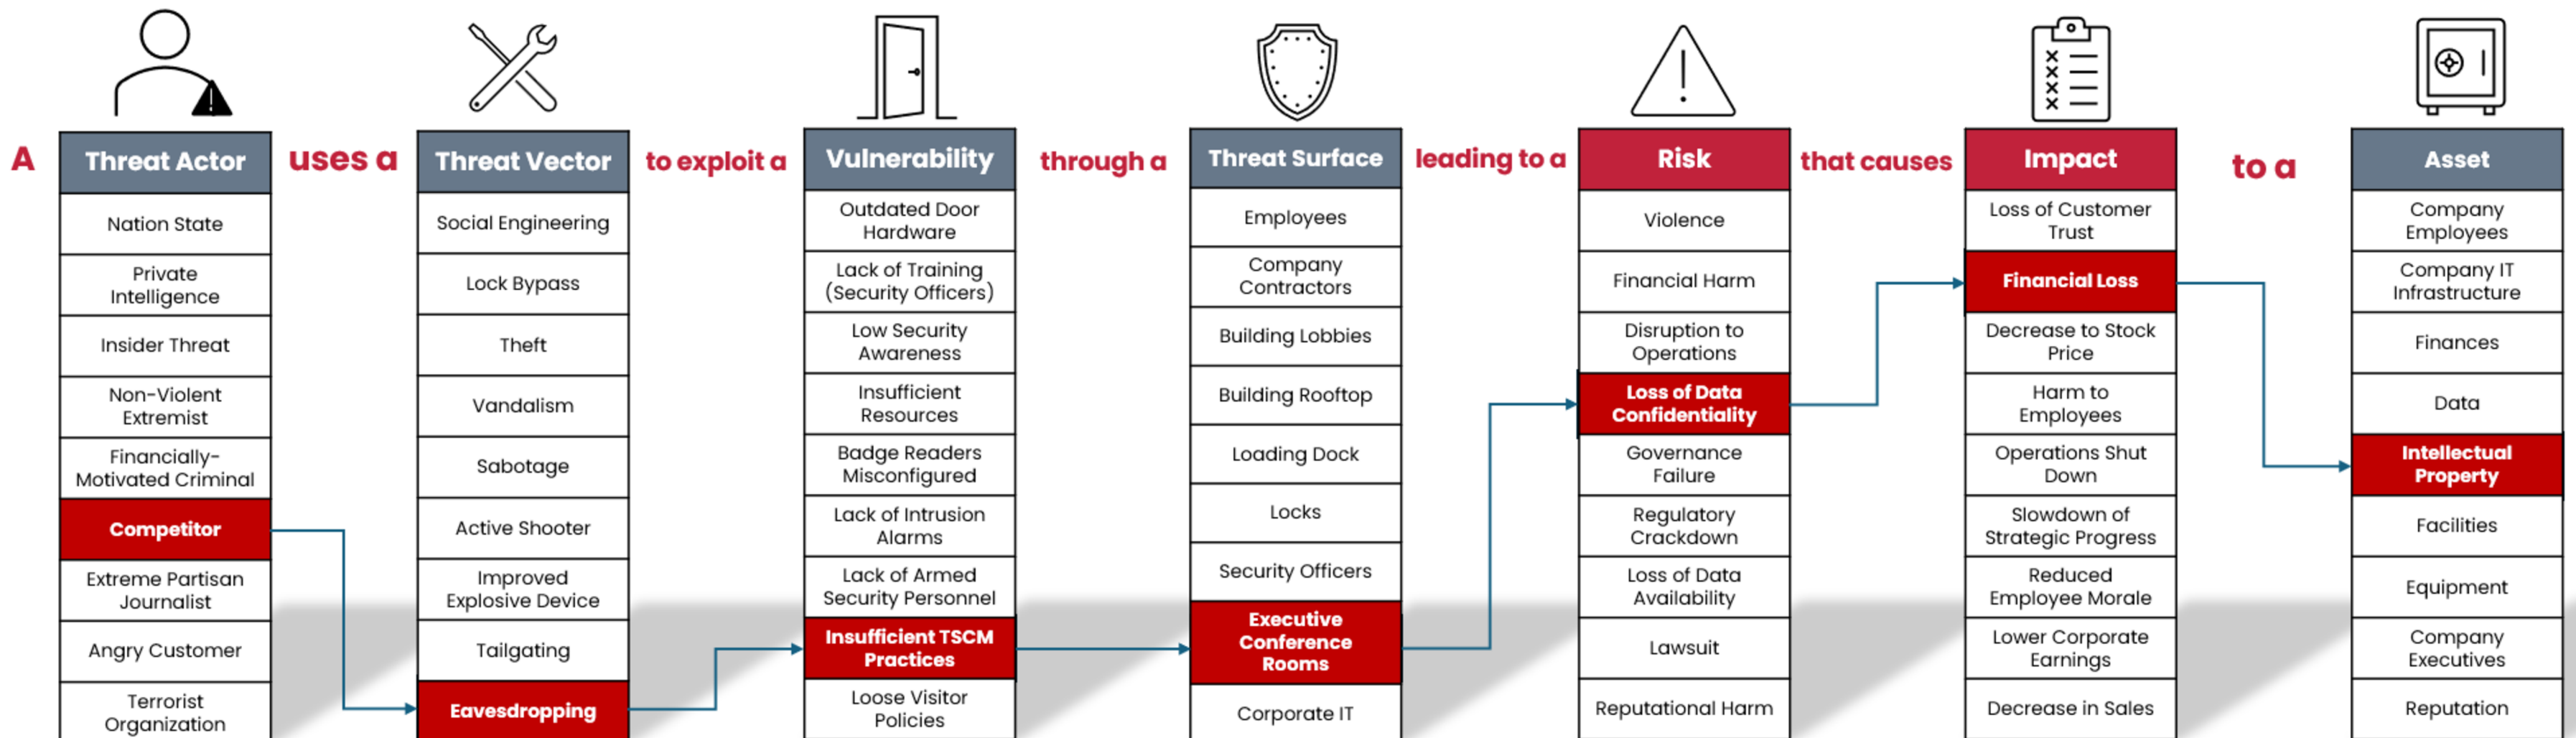 A
Threat Actor
uses a
Threat Vector
to exploit a
Vulnerability
through a
Threat Surface
leading to a
Risk
that causes
Impact
to a
Asset
Nation State
Private
Intelligence
Insider Threat
Non-Violent
Extremist
Financially-
Motivated Criminal
Competitor
Extreme Partisan
Journalist
Angry Customer
Terrorist
Organization
Social Engineering
Lock Bypass
Theft
Vandalism
Sabotage
Active Shooter
Improved
Explosive Device
Tailgating
Eavesdropping
Outdated Door
Hardware
Lack of Training
(Security Officers)
Low Security
Awareness
Insufficient
Resources
Badge Readers
Misconfigured
Lack of Intrusion
Alarms
Lack of Armed
Security Personnel
Insufficient TSCM
Practices
Loose Visitor
Policies
Employees
Company
Contractors
Building Lobbies
Building Rooftop
Loading Dock
Locks
Security Officers
Executive
Conference
Rooms
Corporate IT
Violence
Financial Harm
Disruption to
Operations
Loss of Data
Confidentiality
Governance
Failure
Regulatory
Crackdown
Loss of Data
Availability
Lawsuit
Reputational Harm
Loss of Customer
Trust
Financial Loss
Decrease to Stock
Price
Harm to
Employees
Operations Shut
Down
Slowdown of
Strategic Progress
Reduced
Employee Morale
Lower Corporate
Earnings
Decrease in Sales
Company
Employees
Company IT
Infrastructure
Finances
Data
Intellectual
Property
Facilities
Equipment
Company
Executives
Reputation